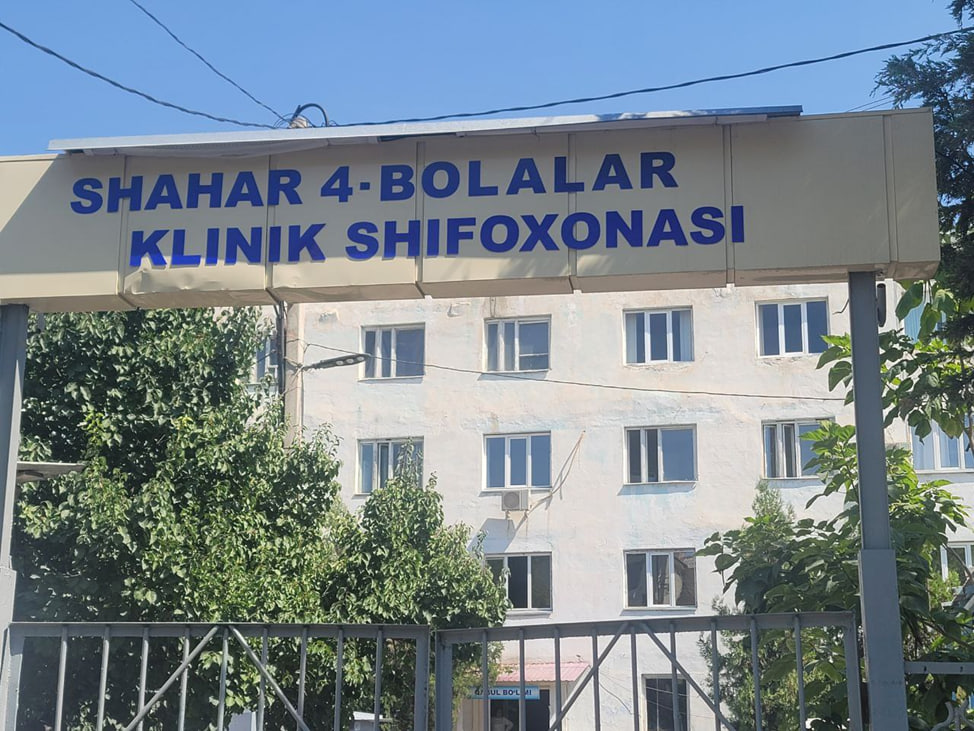 SHAHAR 4-BOLALAR
KLINIK SHIFOXONASI
QABUL BO'LIMI